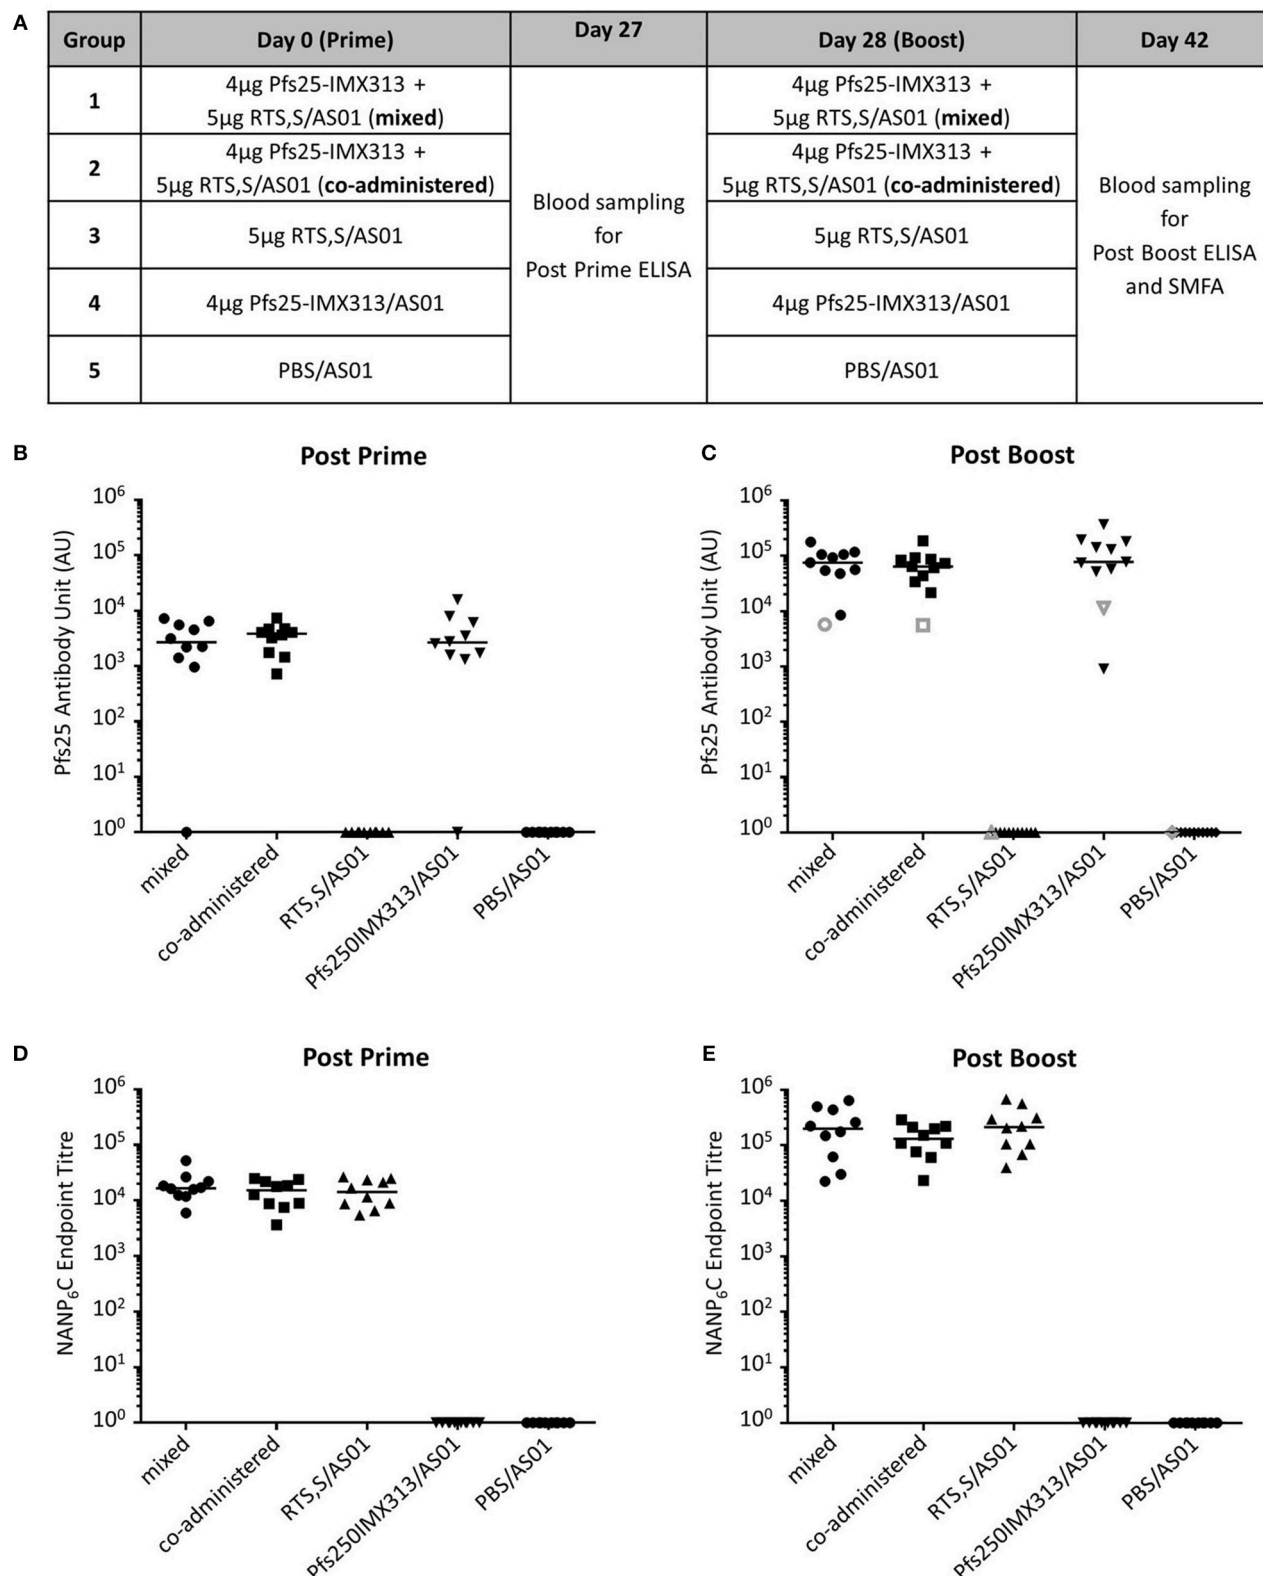 A
Group
Day 0 (Prime)
Day 27
Day 28 (Boost)
Day 42
1
4µg Pfs25-IMX313 +
5µg RTS,S/AS01 (mixed)
4µg Pfs25-IMX313 +
5µg RTS,S/AS01 (mixed)
2
4µg Pfs25-IMX313 +
5µg RTS,S/AS01 (co-administered)
4µg Pfs25-IMX313 +
5µg RTS,S/AS01 (co-administered)
3
5µg RTS,S/AS01
5µg RTS,S/AS01
4
4µg Pfs25-IMX313/AS01
4µg Pfs25-IMX313/AS01
5
PBS/AS01
PBS/AS01
Blood sampling
for
Post Prime ELISA
Blood sampling
for
Post Boost ELISA
and SMFA
B
Post Prime
Pfs25 Antibody Unit (AU)
10⁶
10⁵
10⁴
10³
10²
10¹
10⁰
mixed
co-administered
RTS,S/AS01
Pfs250IMX313/AS01
PBS/AS01
C
Post Boost
Pfs25 Antibody Unit (AU)
10⁶
10⁵
10⁴
10³
10²
10¹
10⁰
mixed
co-administered
RTS,S/AS01
Pfs250IMX313/AS01
PBS/AS01
D
Post Prime
NANP₆C Endpoint Titre
10⁶
10⁵
10⁴
10³
10²
10¹
10⁰
mixed
co-administered
RTS,S/AS01
Pfs250IMX313/AS01
PBS/AS01
E
Post Boost
NANP₆C Endpoint Titre
10⁶
10⁵
10⁴
10³
10²
10¹
10⁰
mixed
co-administered
RTS,S/AS01
Pfs250IMX313/AS01
PBS/AS01